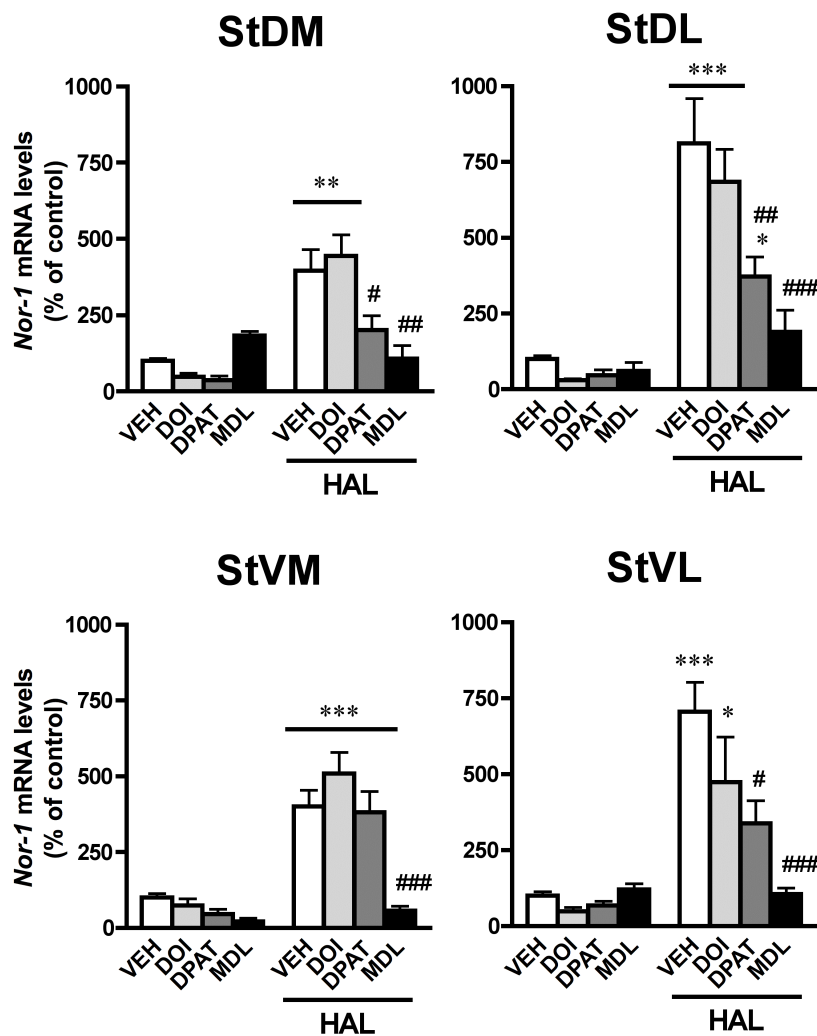 StDM
Nor-1 mRNA levels
(% of control)
1000
750
500
250
0
**
#
##
VEH
DOI
DPAT
MDL
VEH
DOI
DPAT
MDL
HAL
StDL
1000
750
500
250
0
***
##
*
###
VEH
DOI
DPAT
MDL
VEH
DOI
DPAT
MDL
HAL
StVM
Nor-1 mRNA levels
(% of control)
1000
750
500
250
0
***
###
VEH
DOI
DPAT
MDL
VEH
DOI
DPAT
MDL
HAL
StVL
1000
750
500
250
0
***
*
#
###
VEH
DOI
DPAT
MDL
VEH
DOI
DPAT
MDL
HAL